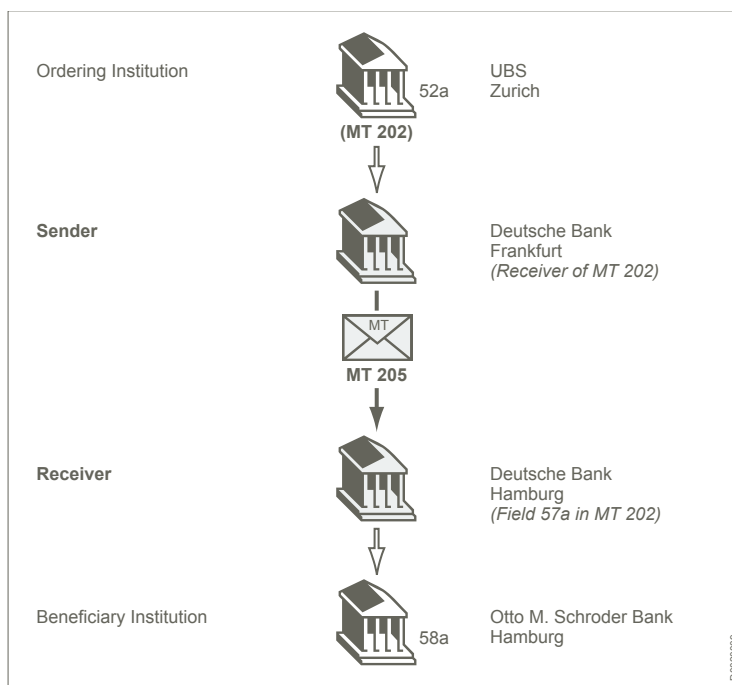 Ordering Institution
52a
UBS
Zurich
(MT 202)
Sender
Deutsche Bank
Frankfurt
(Receiver of MT 202)
MT
MT 205
Receiver
Deutsche Bank
Hamburg
(Field 57a in MT 202)
Beneficiary Institution
58a
Otto M. Schroder Bank
Hamburg